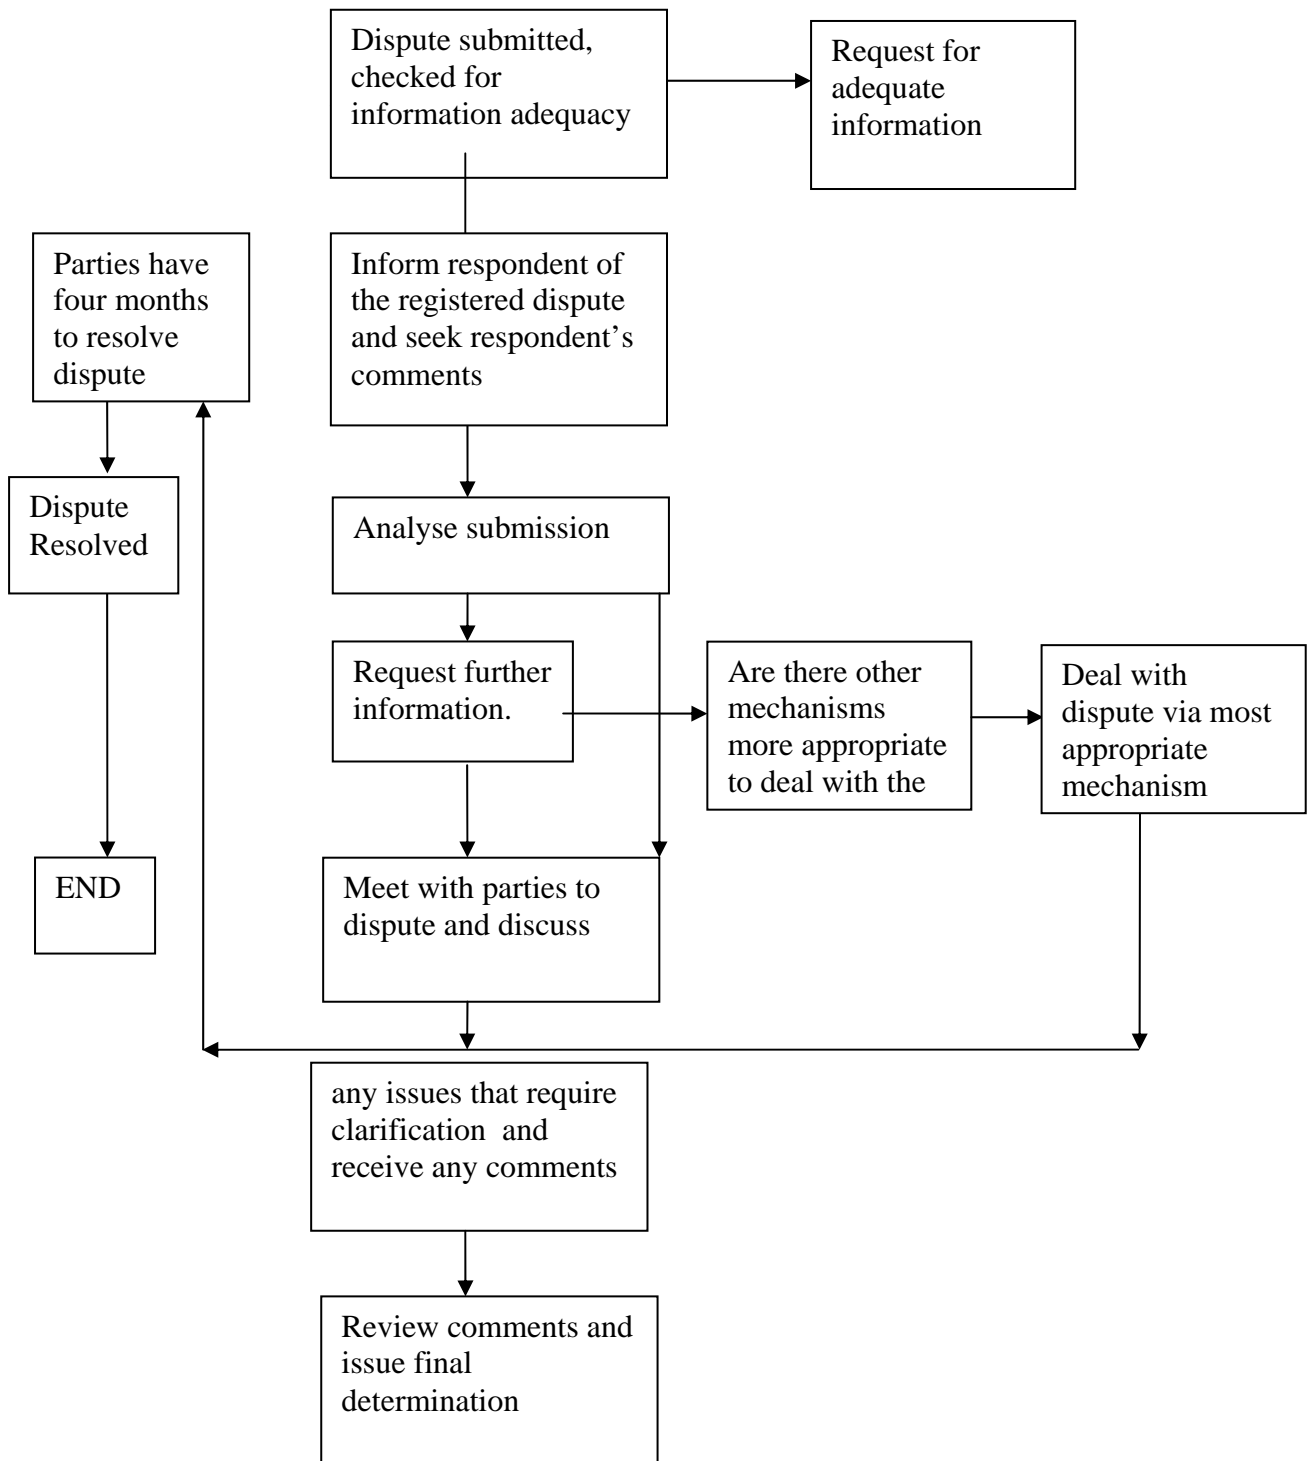 Dispute submitted,
checked for
information adequacy
Request for
adequate
information
Parties have
four months
to resolve
dispute
Inform respondent of
the registered dispute
and seek respondent’s
comments
Dispute
Resolved
Analyse submission
Request further
information.
Are there other
mechanisms
more appropriate
to deal with the
Deal with
dispute via most
appropriate
mechanism
END
Meet with parties to
dispute and discuss
any issues that require
clarification  and
receive any comments
Review comments and
issue final
determination